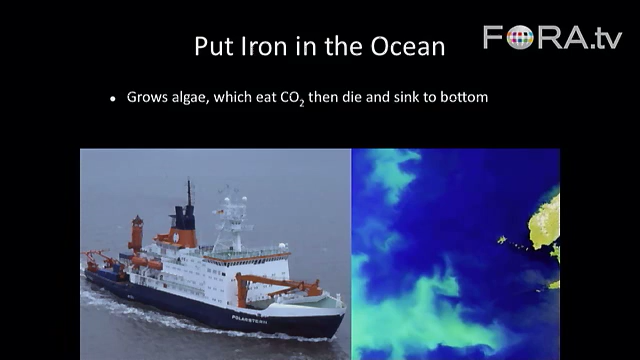 Put Iron in the Ocean
FORA.tv
Grows algae, which eat CO2 then die and sink to bottom
POLARSTERN